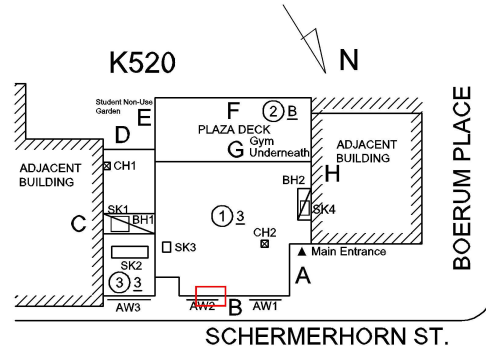 K520
N
Student Non-Use
Garden
E
F
2 B
PLAZA DECK
D
G Gym
Underneath
BOERUM PLACE
ADJACENT
BUILDING
ADJACENT
BUILDING
CH1
BH2
H
SK1
BH1
SK4
C
1 3
SK3
CH2
Main Entrance
SK2
A
3 3
AW3
AW2
B
AW1
SCHERMERHORN ST.